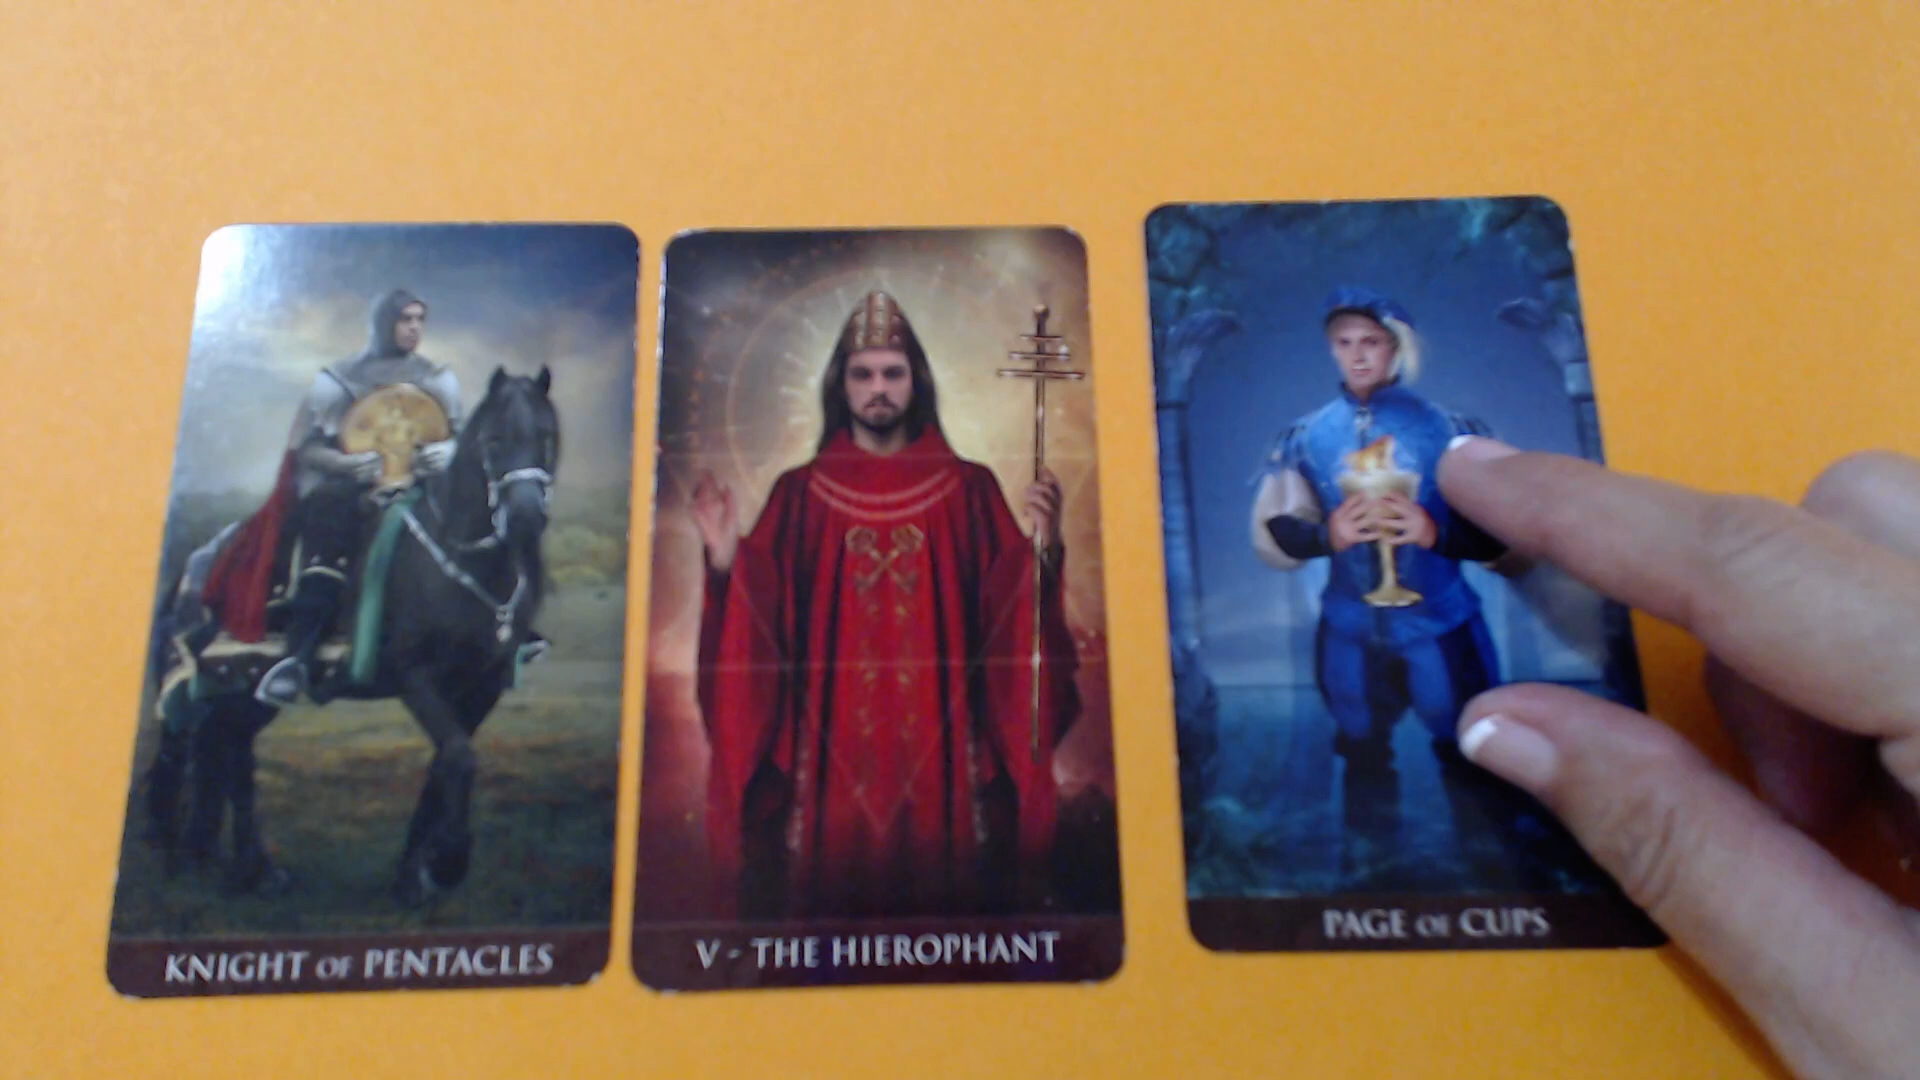 KNIGHT OF PENTACLES
V - THE HIEROPHANT
PAGE OF CUPS